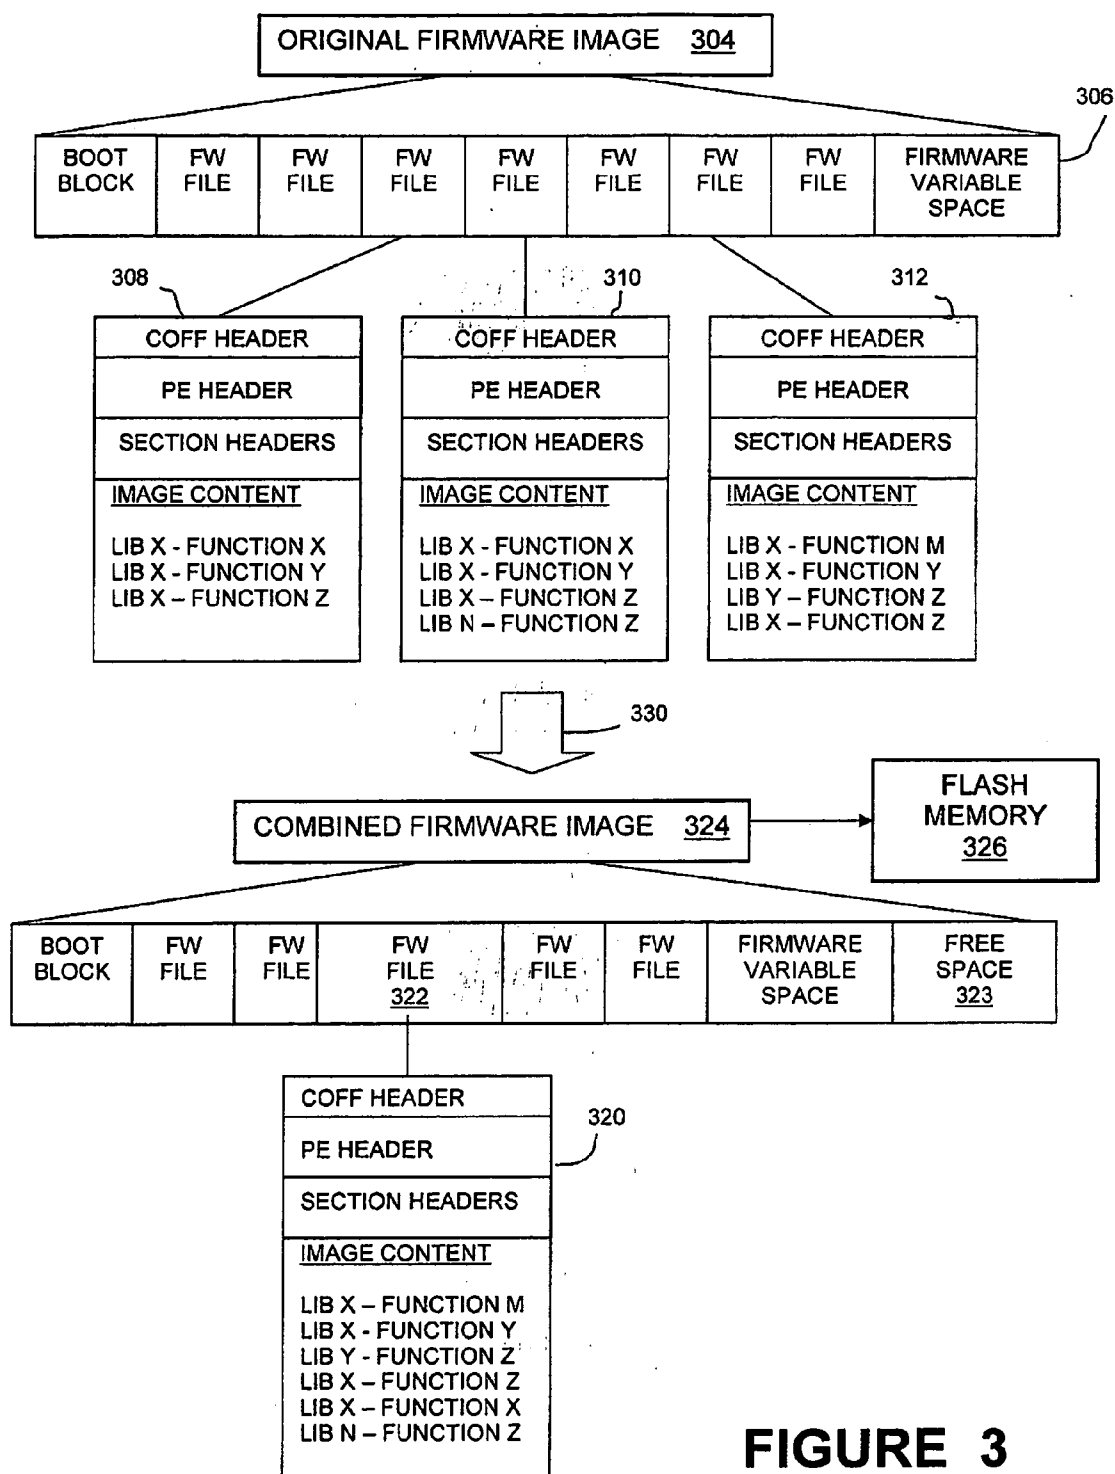 ORIGINAL FIRMWARE IMAGE 304
306
BOOT BLOCK
FW FILE
FW FILE
FW FILE
FW FILE
FW FILE
FW FILE
FW FILE
FIRMWARE VARIABLE SPACE
308
310
312
COFF HEADER
PE HEADER
SECTION HEADERS
IMAGE CONTENT
LIB X - FUNCTION X
LIB X - FUNCTION Y
LIB X – FUNCTION Z
COFF HEADER
PE HEADER
SECTION HEADERS
IMAGE CONTENT
LIB X - FUNCTION X
LIB X - FUNCTION Y
LIB X – FUNCTION Z
LIB N – FUNCTION Z
COFF HEADER
PE HEADER
SECTION HEADERS
IMAGE CONTENT
LIB X - FUNCTION M
LIB X - FUNCTION Y
LIB Y – FUNCTION Z
LIB X – FUNCTION Z
330
COMBINED FIRMWARE IMAGE 324
FLASH
MEMORY
326
BOOT BLOCK
FW FILE
FW FILE
FW FILE 322
FW FILE
FW FILE
FIRMWARE VARIABLE SPACE
FREE SPACE 323
COFF HEADER
320
PE HEADER
SECTION HEADERS
IMAGE CONTENT
LIB X – FUNCTION M
LIB X - FUNCTION Y
LIB Y - FUNCTION Z
LIB X – FUNCTION Z
LIB X – FUNCTION X
LIB N – FUNCTION Z
FIGURE 3